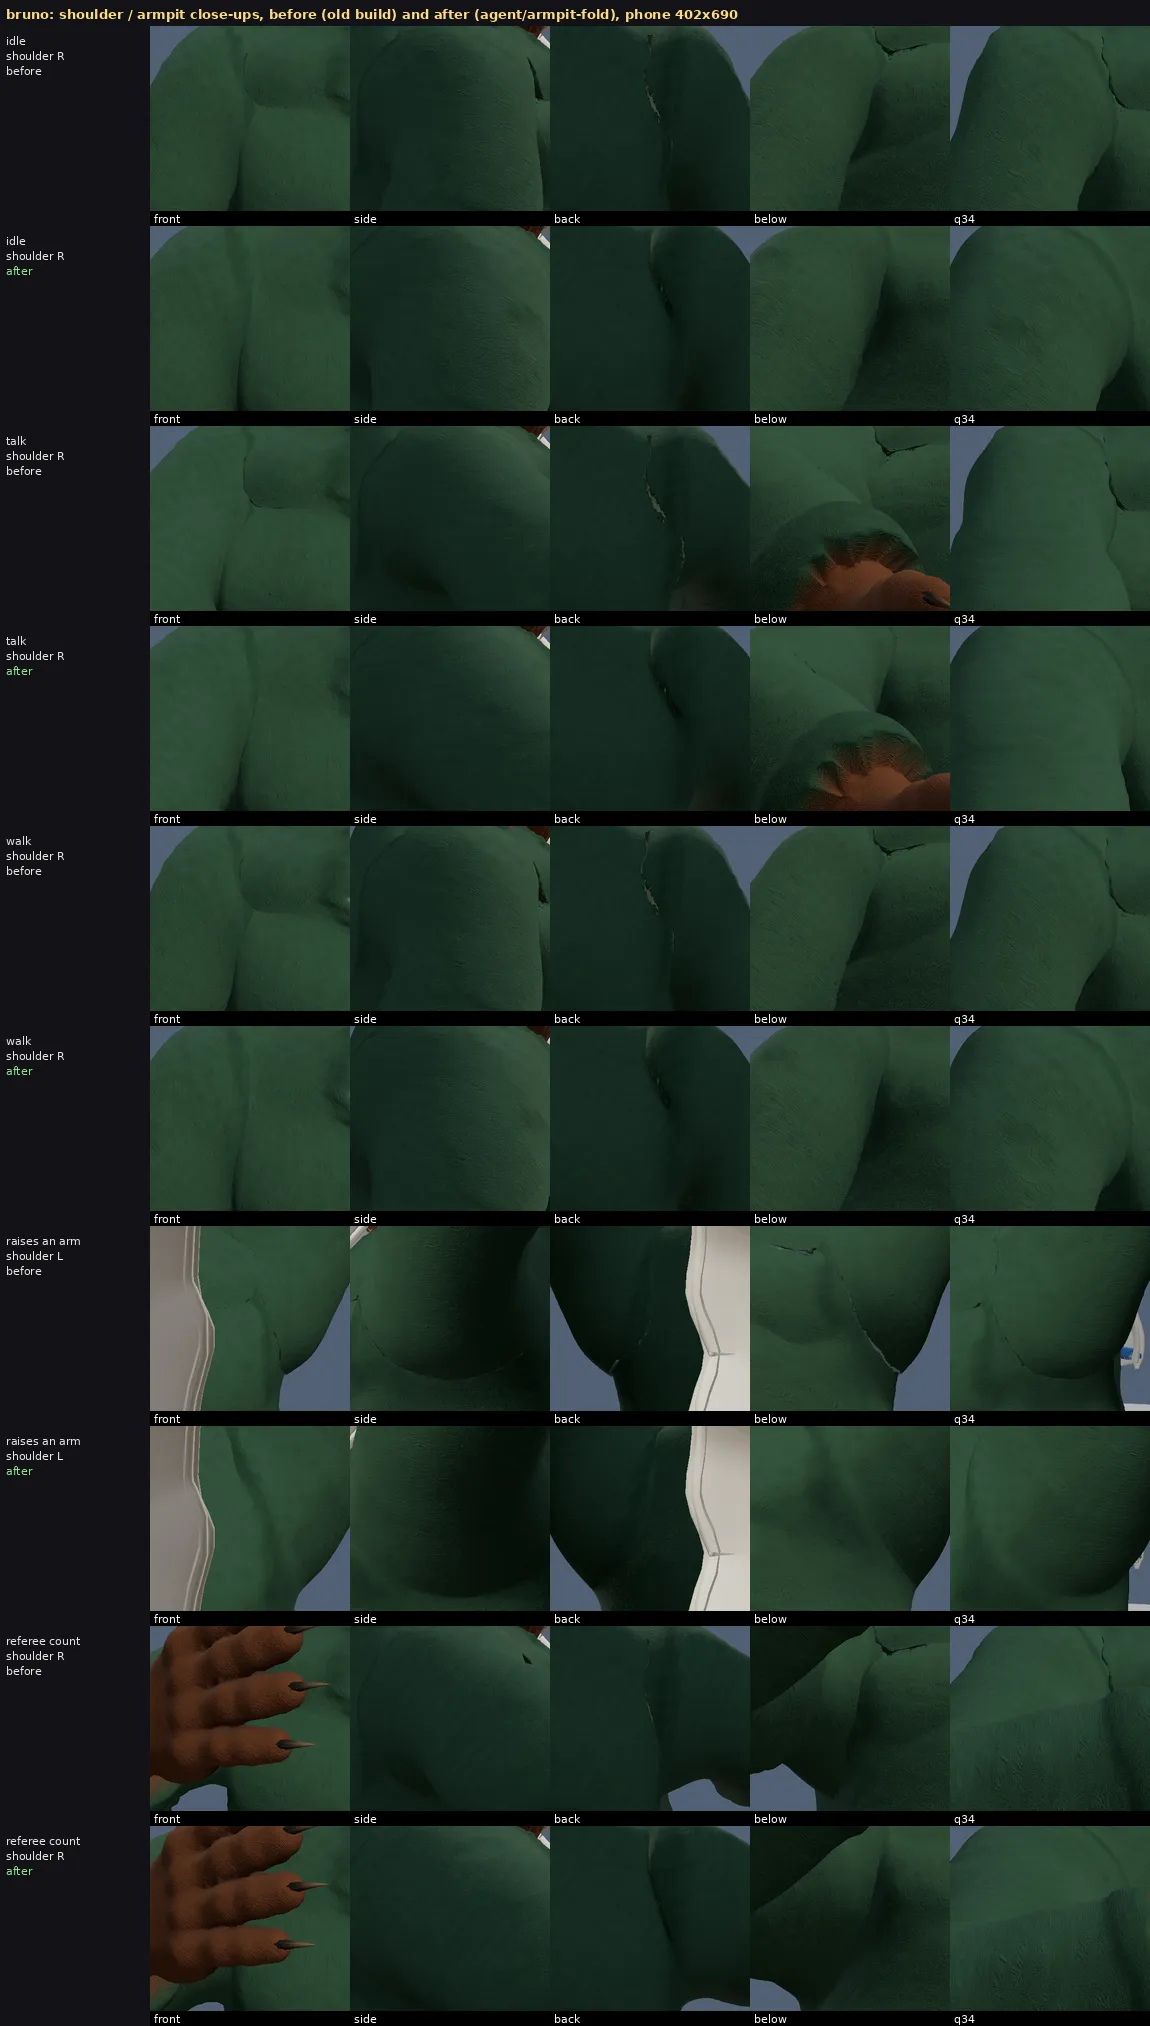 bruno: shoulder / armpit close-ups, before (old build) and after (agent/armpit-fold), phone 402x690
idle
shoulder R
before
front side back below q34
idle
shoulder R
after
front side back below q34
talk
shoulder R
before
front side back below q34
talk
shoulder R
after
front side back below q34
walk
shoulder R
before
front side back below q34
walk
shoulder R
after
front side back below q34
raises an arm
shoulder L
before
front side back below q34
raises an arm
shoulder L
after
front side back below q34
referee count
shoulder R
before
front side back below q34
referee count
shoulder R
after
front side back below q34